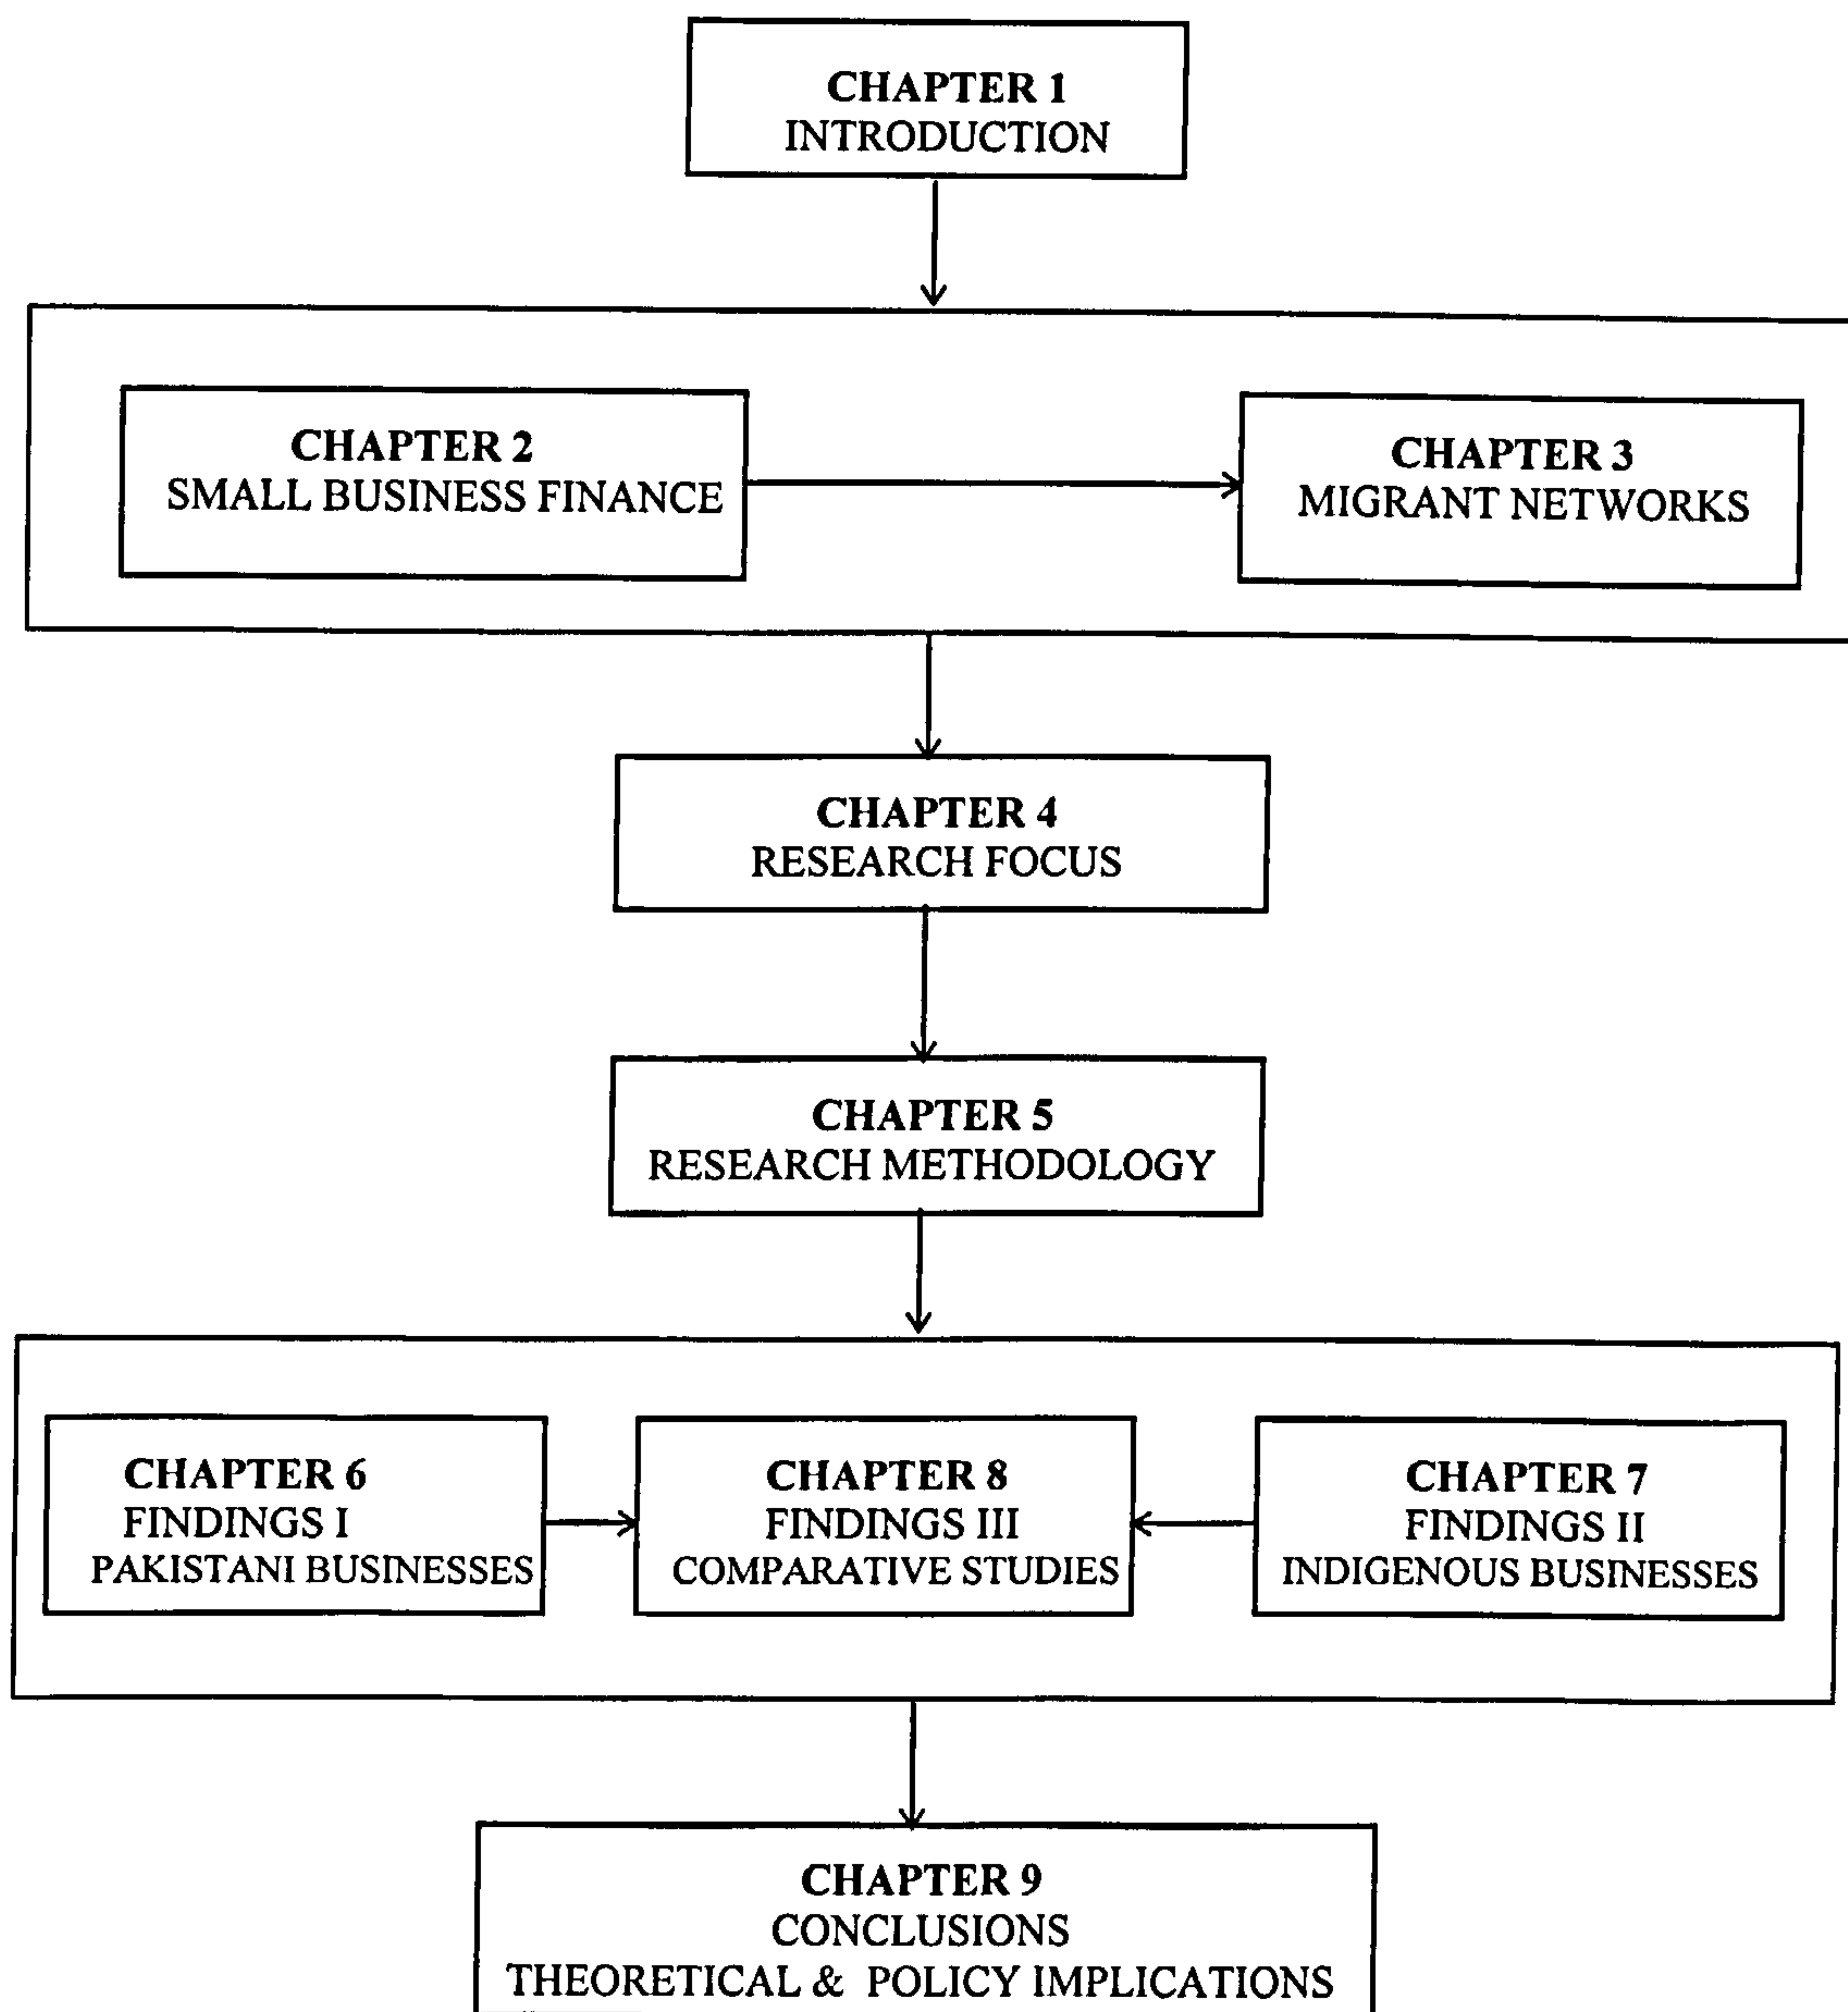 CHAPTER 1
INTRODUCTION
CHAPTER 2
SMALL BUSINESS FINANCE
CHAPTER 3
MIGRANT NETWORKS
CHAPTER 4
RESEARCH FOCUS
CHAPTER 5
RESEARCH METHODOLOGY
CHAPTER 6
FINDINGS I
PAKISTANI BUSINESSES
CHAPTER 8
FINDINGS III
COMPARATIVE STUDIES
CHAPTER 7
FINDINGS II
INDIGENOUS BUSINESSES
CHAPTER 9
CONCLUSIONS
THEORETICAL & POLICY IMPLICATIONS